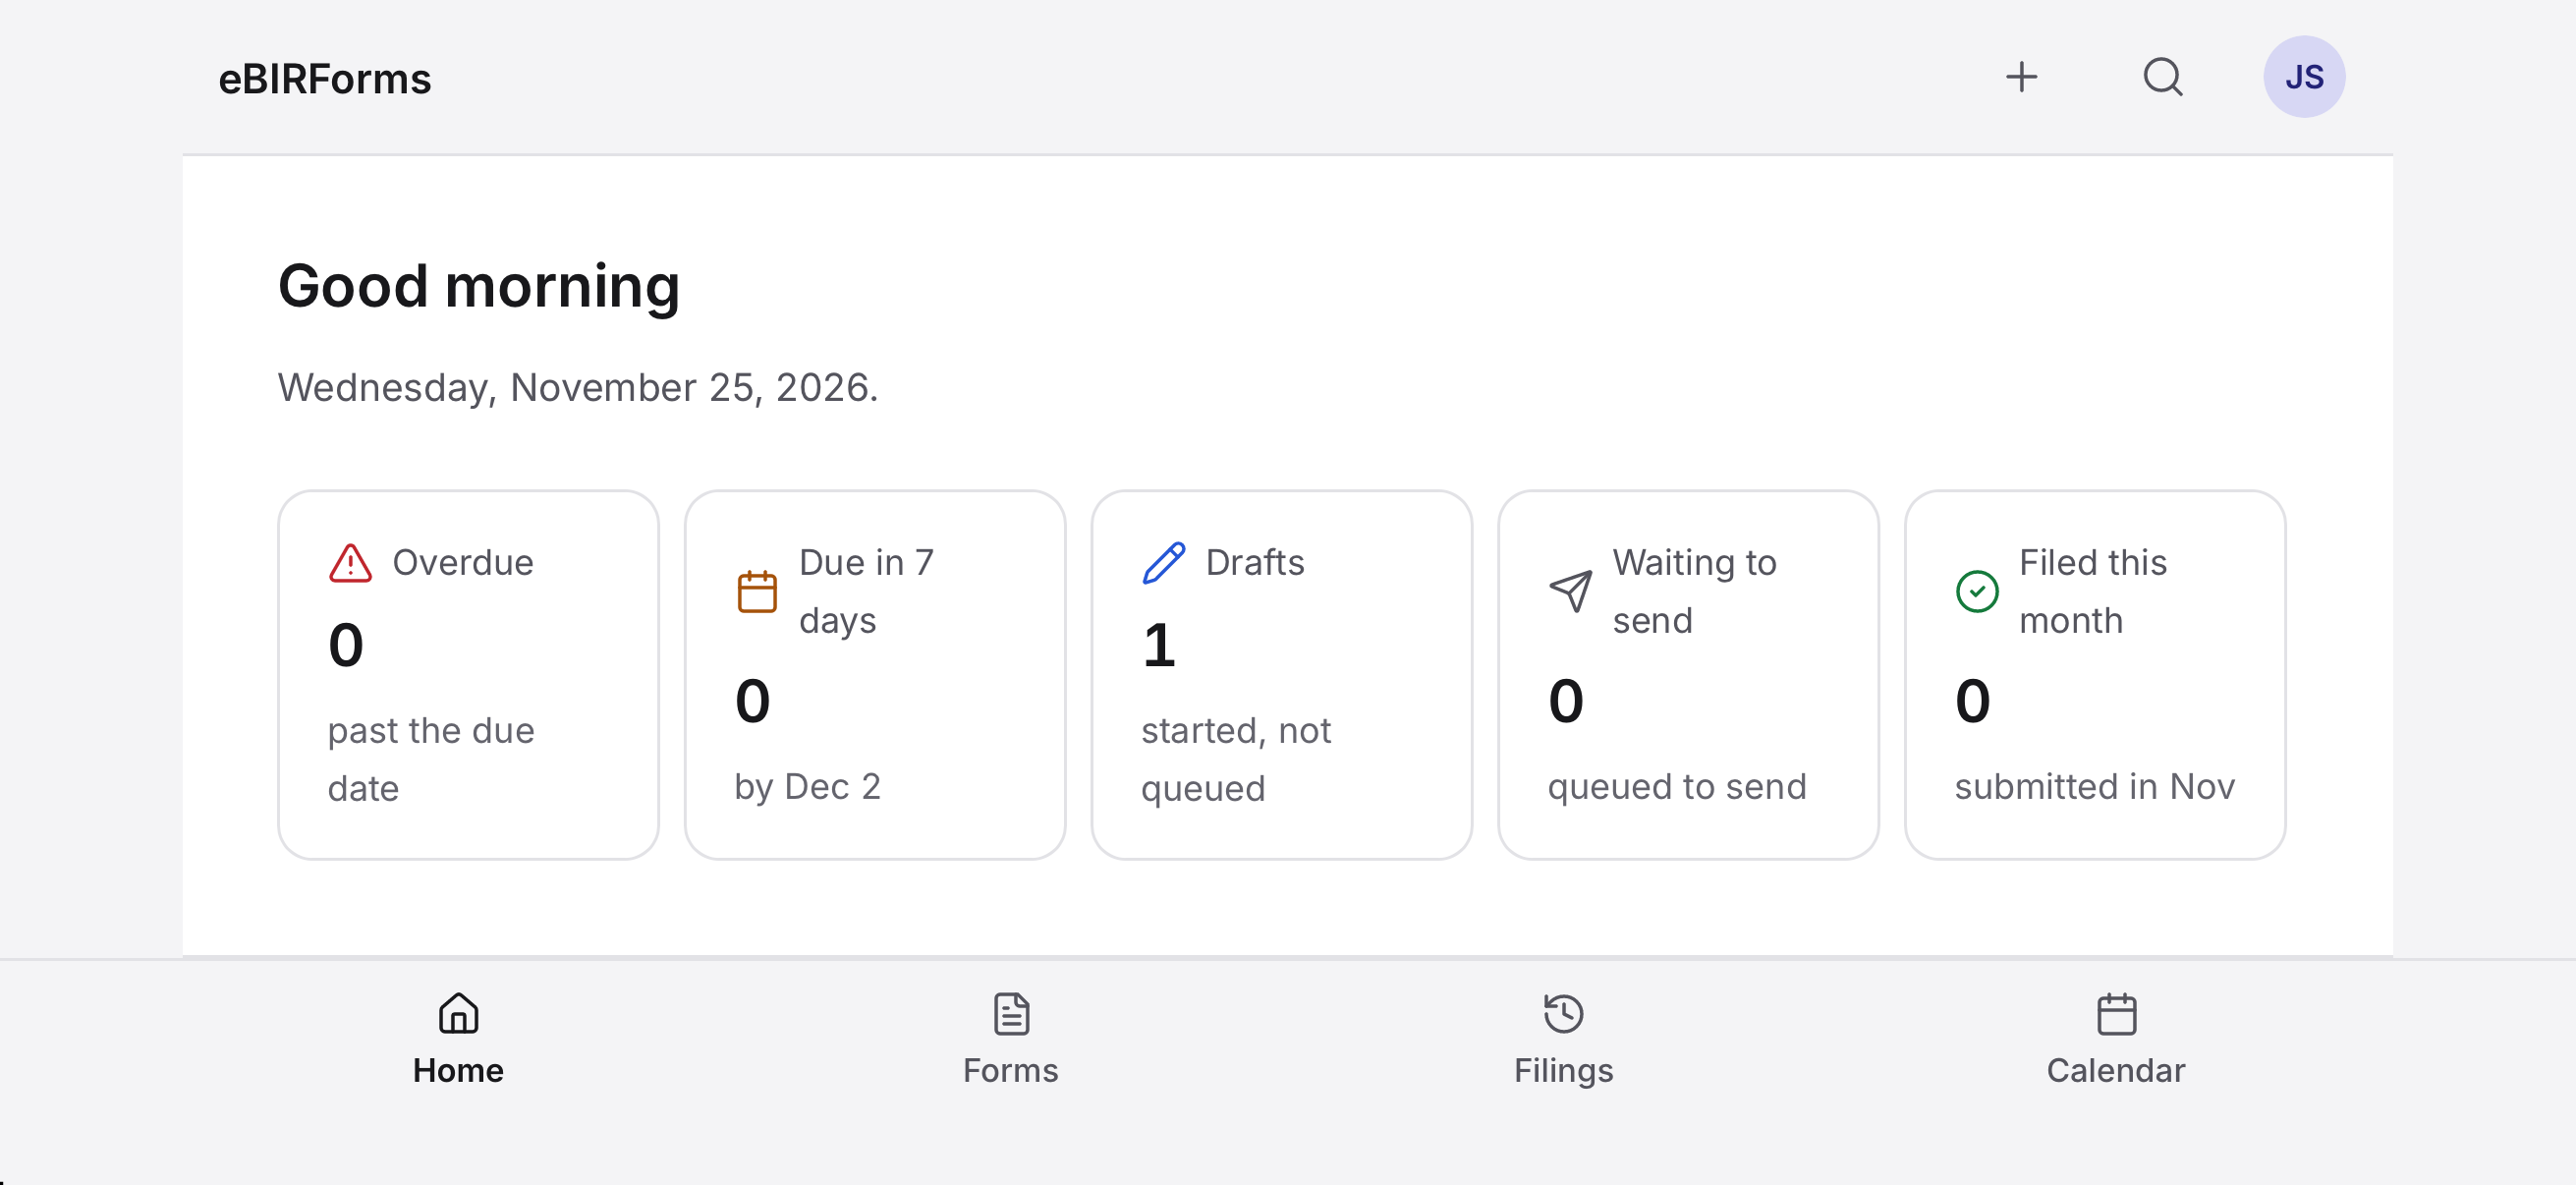 eBIRForms
JS
Good morning
Wednesday, November 25, 2026.
Overdue
0
past the due
date
Due in 7
days
0
by Dec 2
Drafts
1
started, not
queued
Waiting to
send
0
queued to send
Filed this
month
0
submitted in Nov
Home
Forms
Filings
Calendar